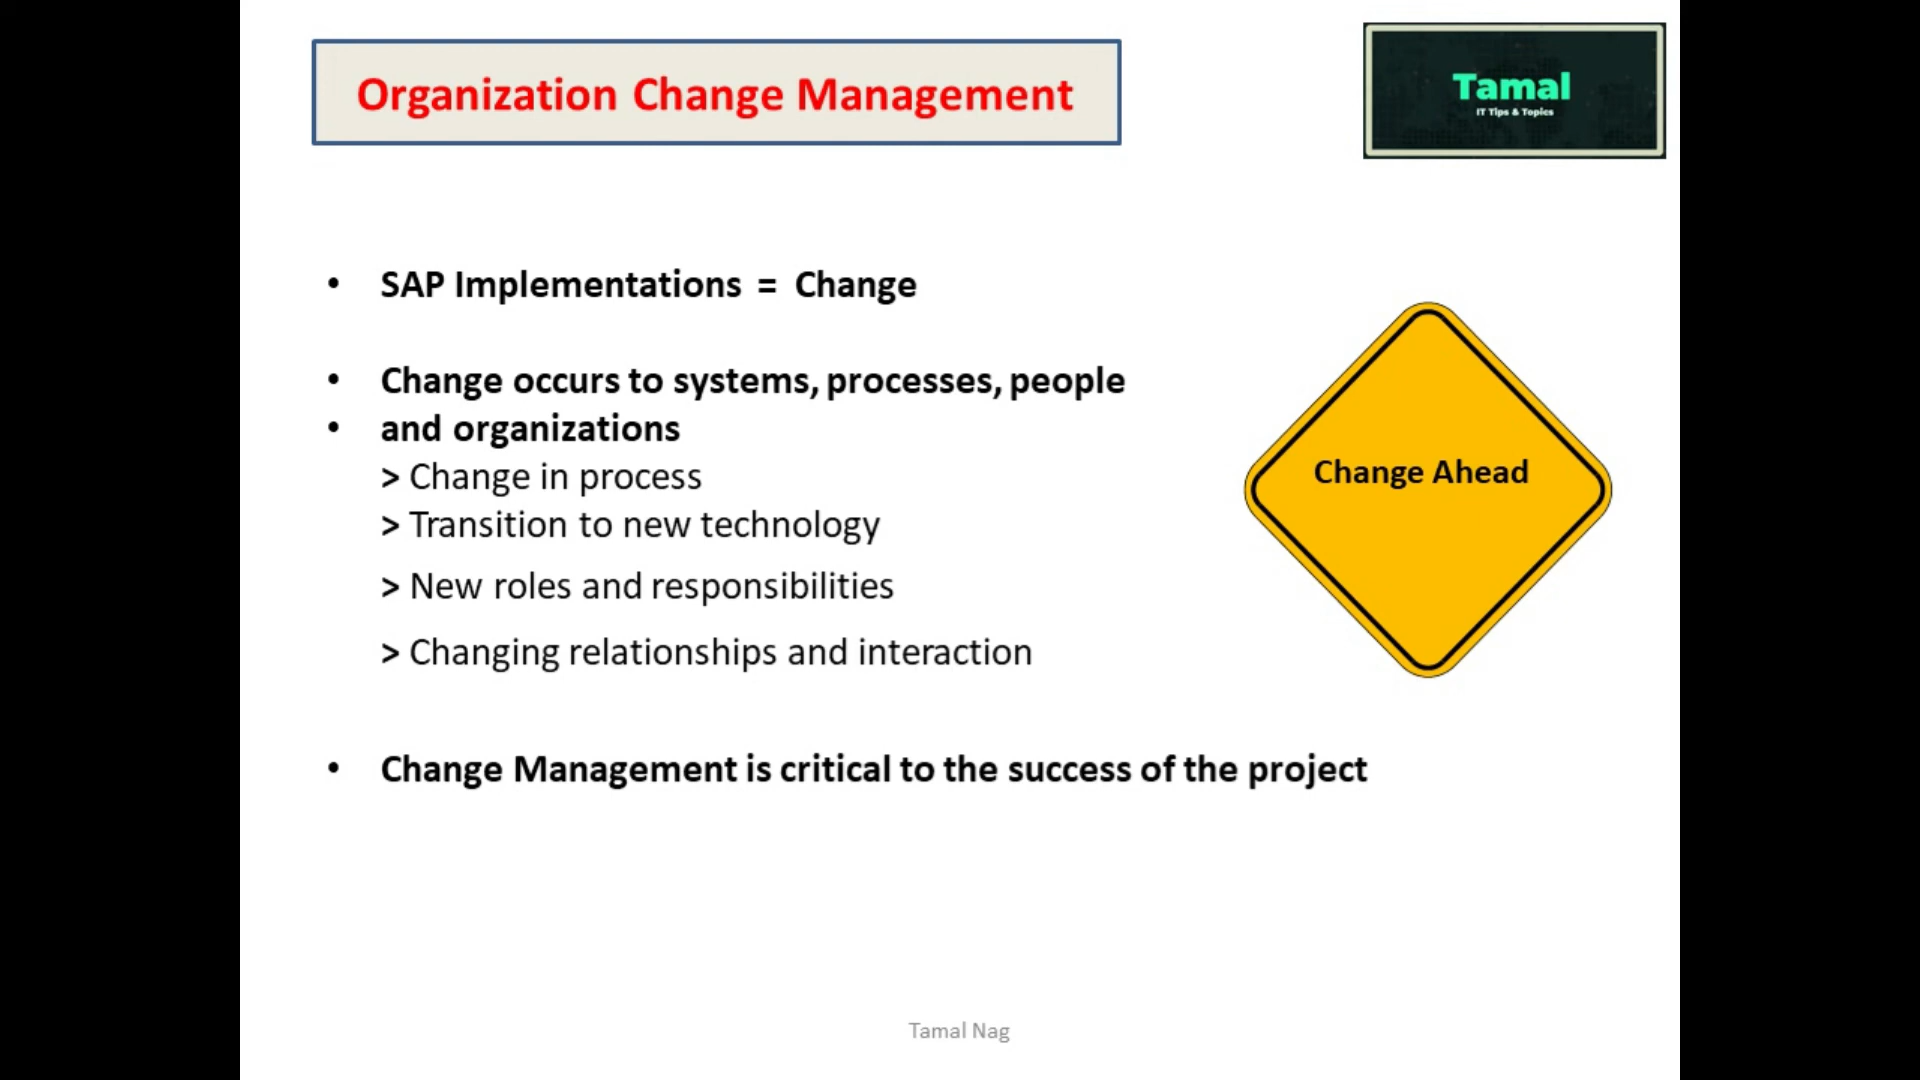 Organization Change Management
Tamal
IT Tips & Topics
• SAP Implementations = Change
• Change occurs to systems, processes, people
• and organizations
> Change in process
> Transition to new technology
> New roles and responsibilities
> Changing relationships and interaction
Change Ahead
• Change Management is critical to the success of the project
Tamal Nag